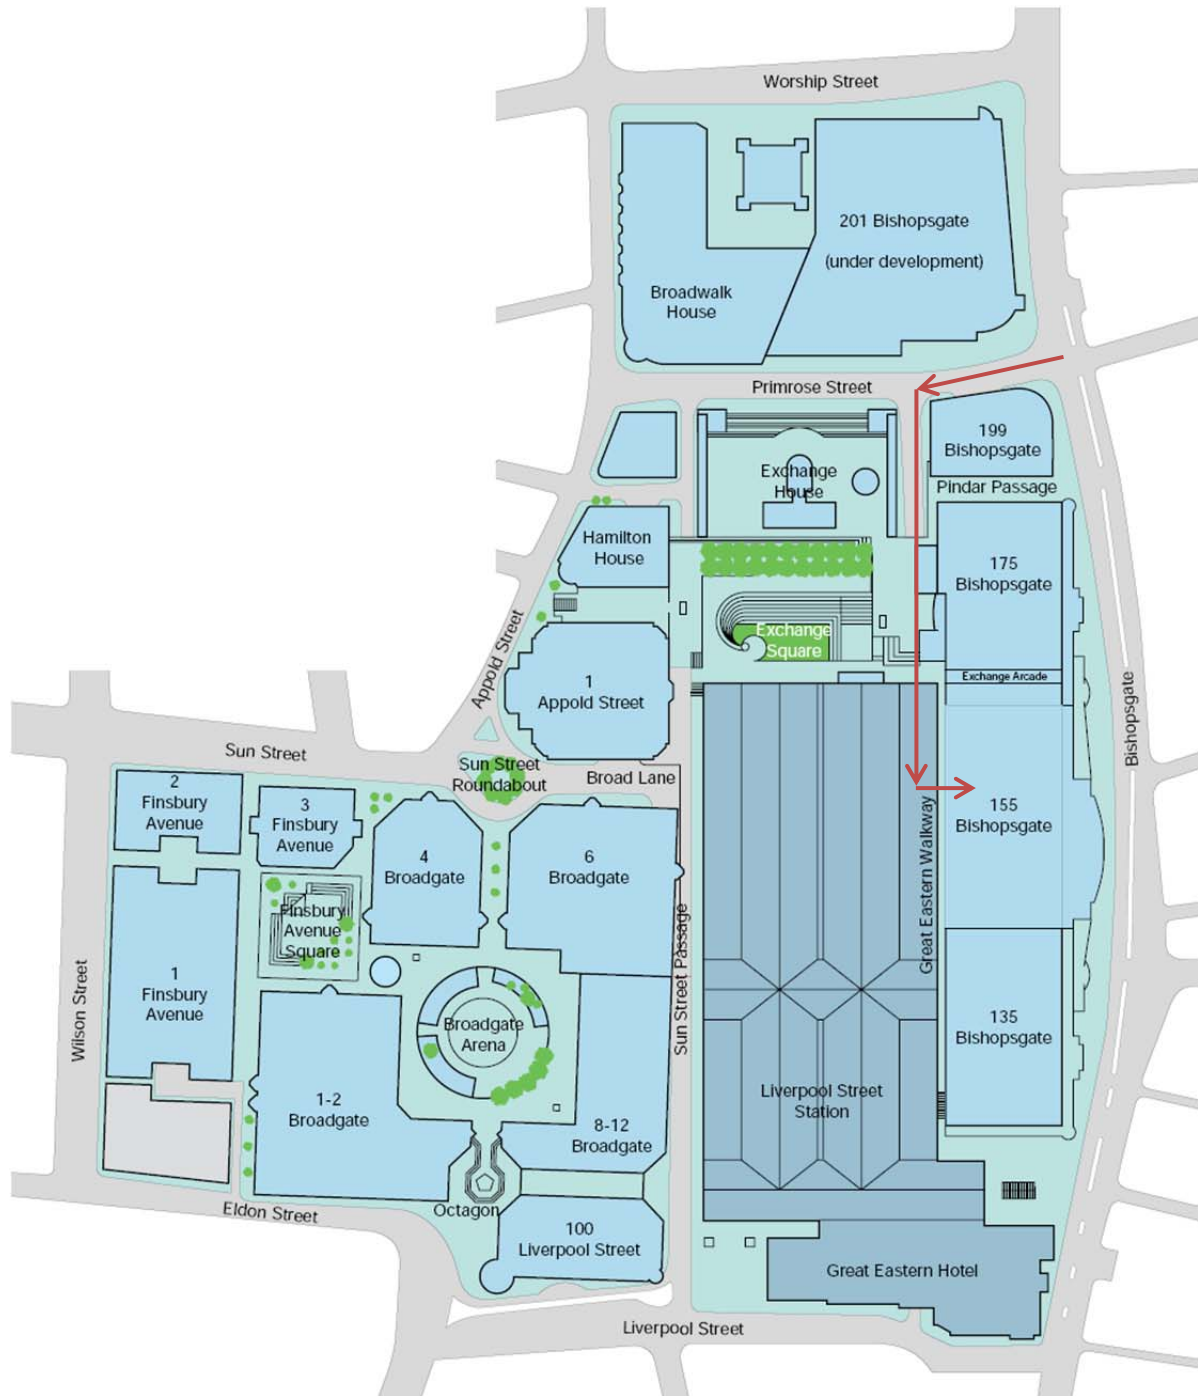 Worship Street
201 Bishopsgate
(under development)
Broadwalk
House
Primrose Street
199
Bishopsgate
Exchange
House
Pindar Passage
Hamilton
House
175
Bishopsgate
Exchange
Square
Appold Street
1
Appold Street
Exchange Arcade
Bishopsgate
Sun Street
Sun Street
Roundabout
Broad Lane
2
Finsbury
Avenue
3
Finsbury
Avenue
4
Broadgate
6
Broadgate
155
Bishopsgate
Great Eastern Walkway
Finsbury
Avenue
Square
Sun Street Passage
Wilson Street
1
Finsbury
Avenue
Broadgate
Arena
135
Bishopsgate
1-2
Broadgate
8-12
Broadgate
Liverpool Street
Station
Eldon Street
Octagon
100
Liverpool Street
Great Eastern Hotel
Liverpool Street